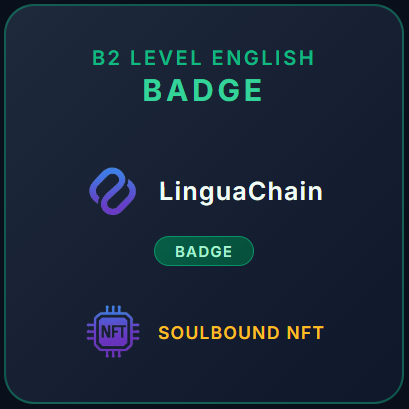 B2 LEVEL ENGLISH
BADGE
LinguaChain
BADGE
NFT
SOULBOUND NFT